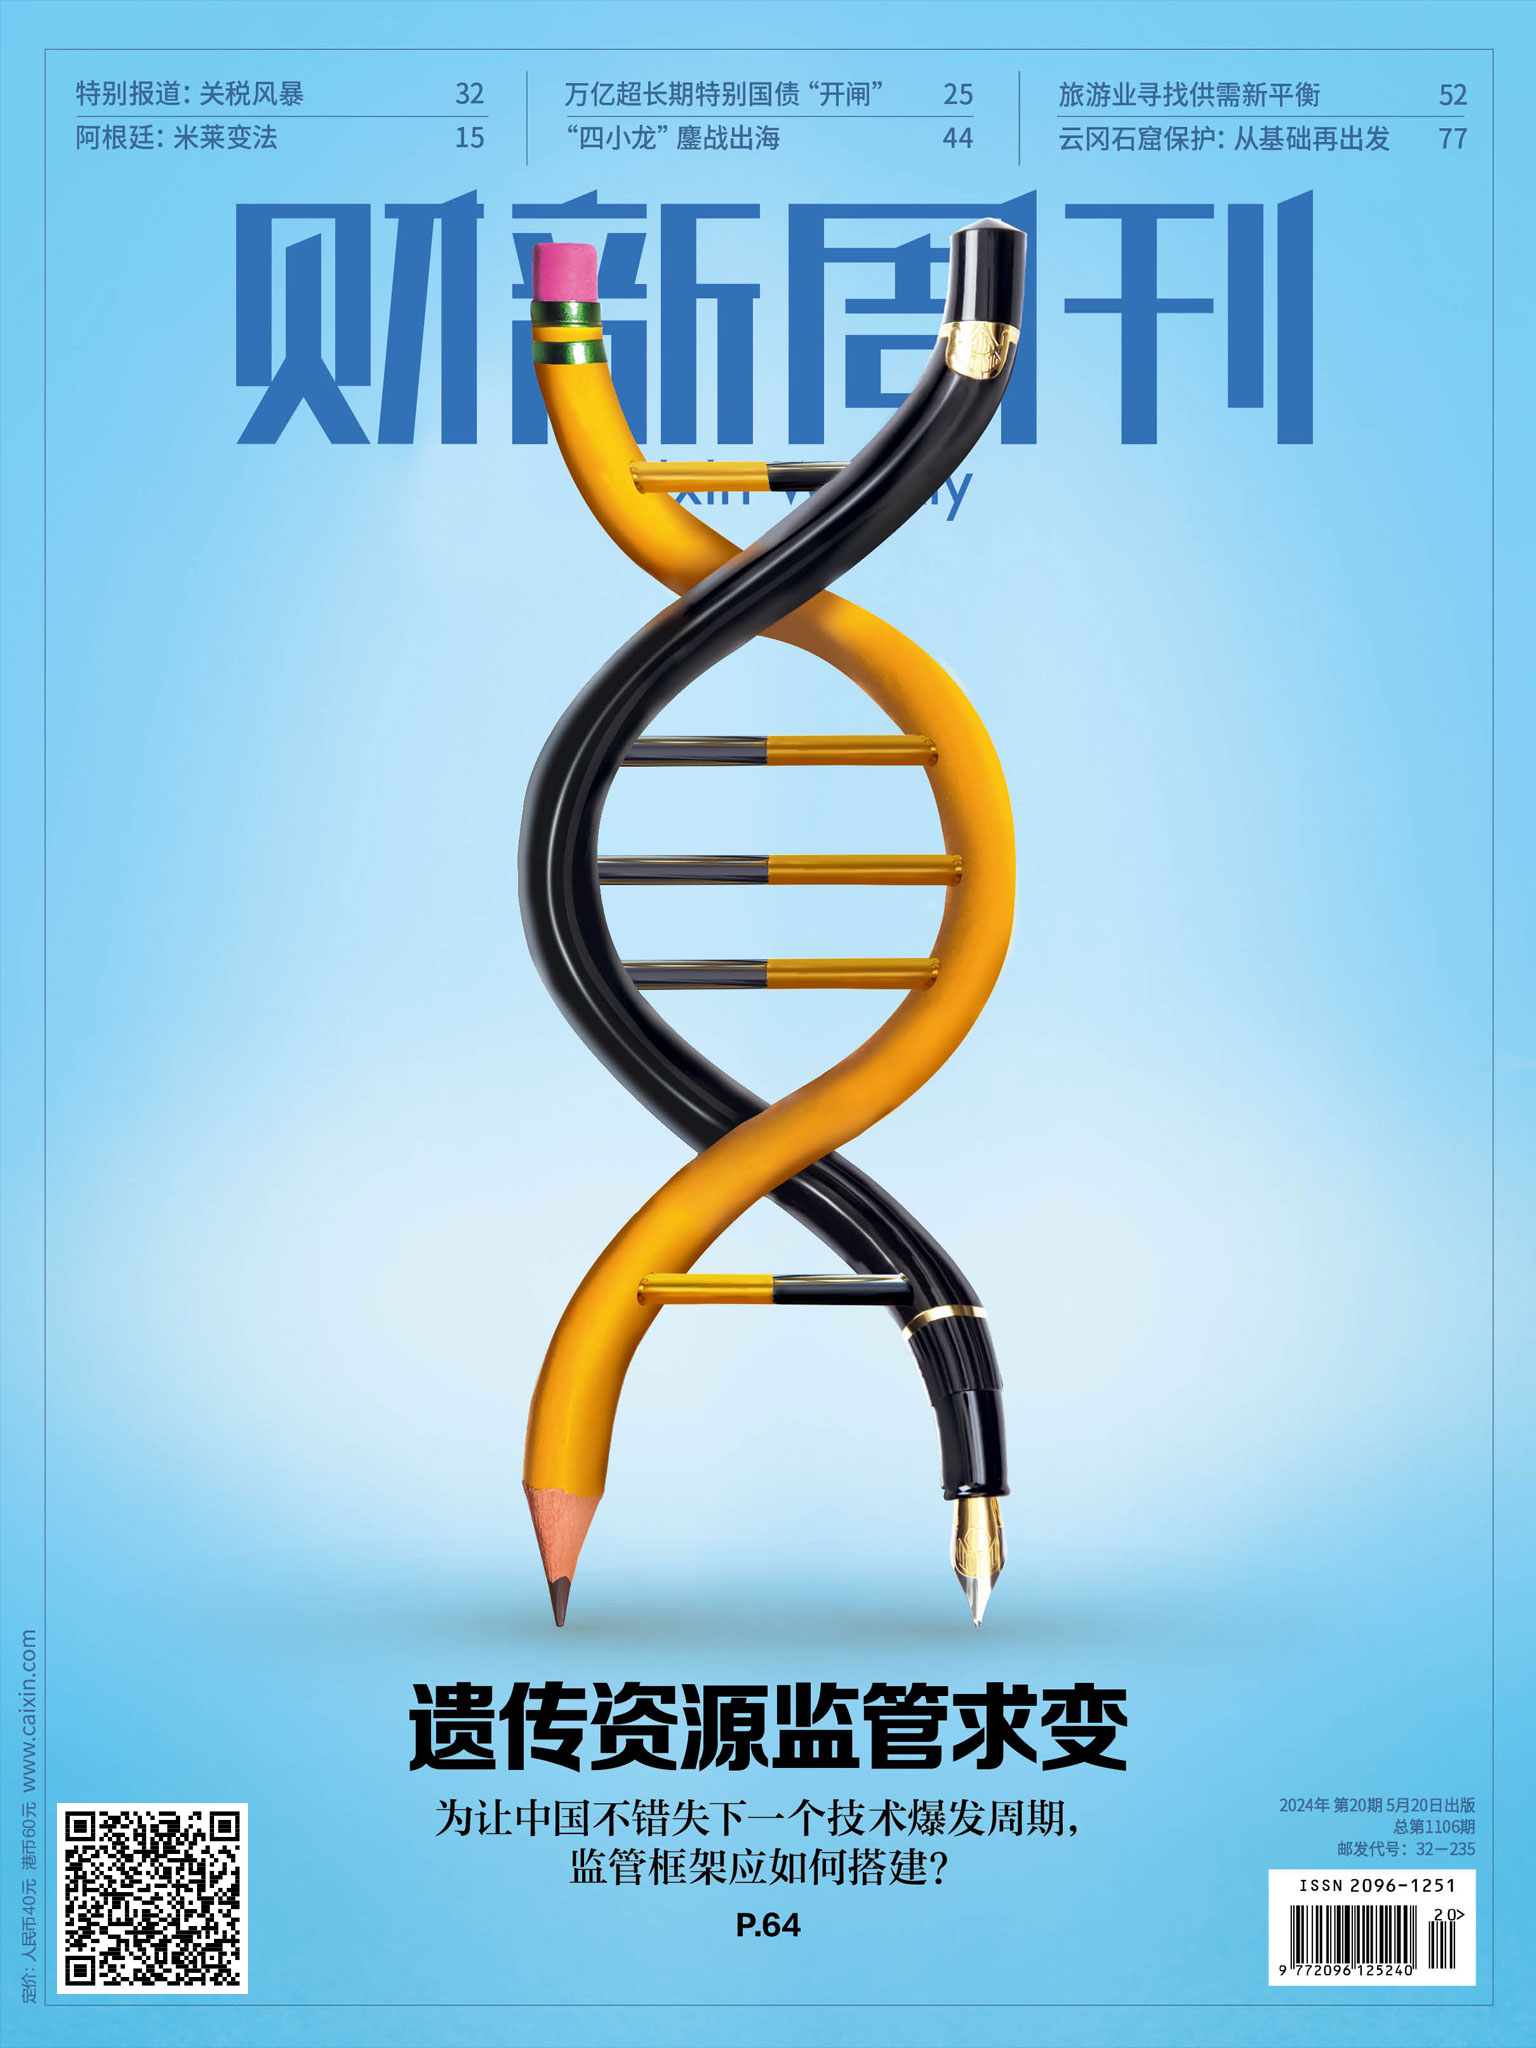 特别报道：关税风暴 32
阿根廷：米莱变法 15
万亿超长期特别国债“开闸” 25
“四小龙”鏖战出海 44
旅游业寻找供需新平衡 52
云冈石窟保护：从基础再出发 77
财新周刊
遗传资源监管求变
为让中国不错失下一个技术爆发周期，
监管框架应如何搭建？
P.64
定价：人民币40元 港币60元 www.caixin.com
2024年 第20期 5月20日出版
总第1106期
邮发代号：32－235
ISSN 2096-1251
20>
9 772096 125240